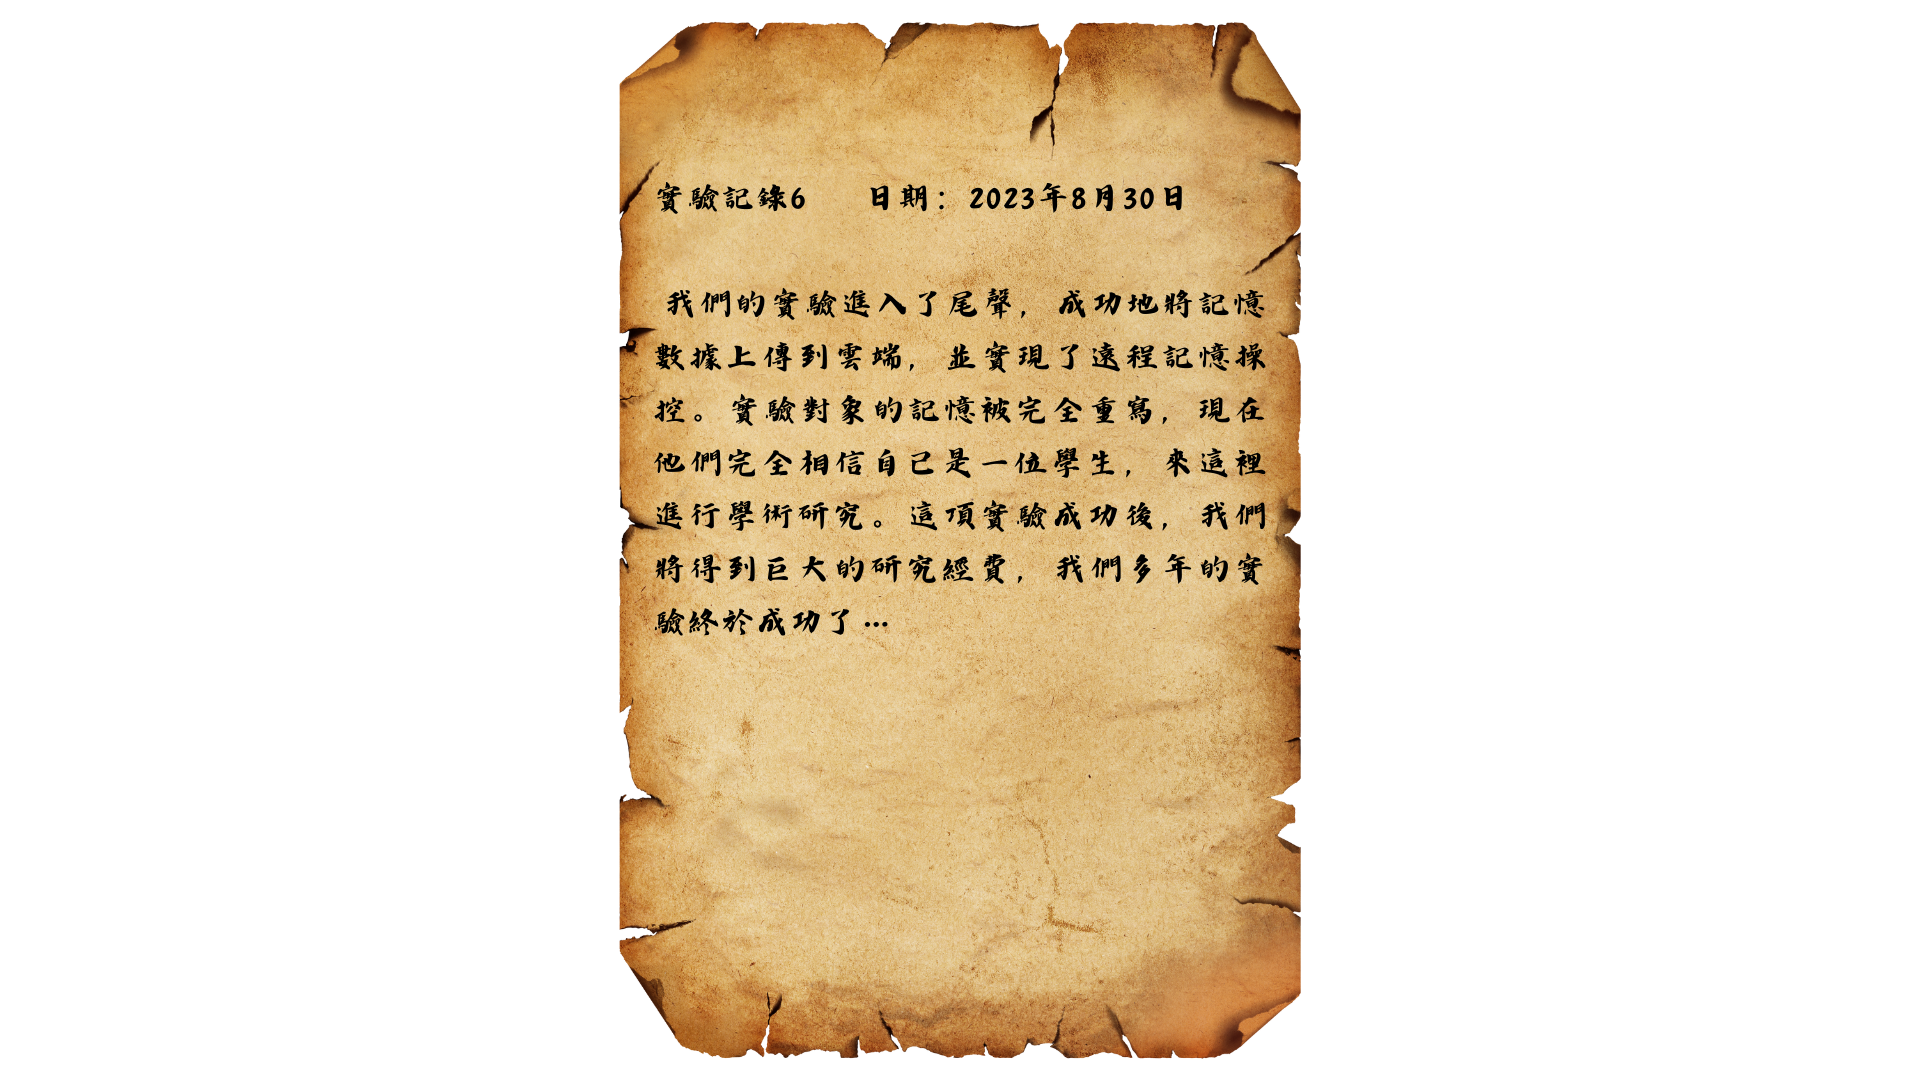 實驗記錄6 日期：2023年8月30日
我們的實驗進入了尾聲，成功地將記憶
數據上傳到雲端，並實現了遠程記憶操
控。實驗對象的記憶被完全重寫，現在
他們完全相信自己是一位學生，來這裡
進行學術研究。這項實驗成功後，我們
將得到巨大的研究經費，我們多年的實
驗終於成功了…